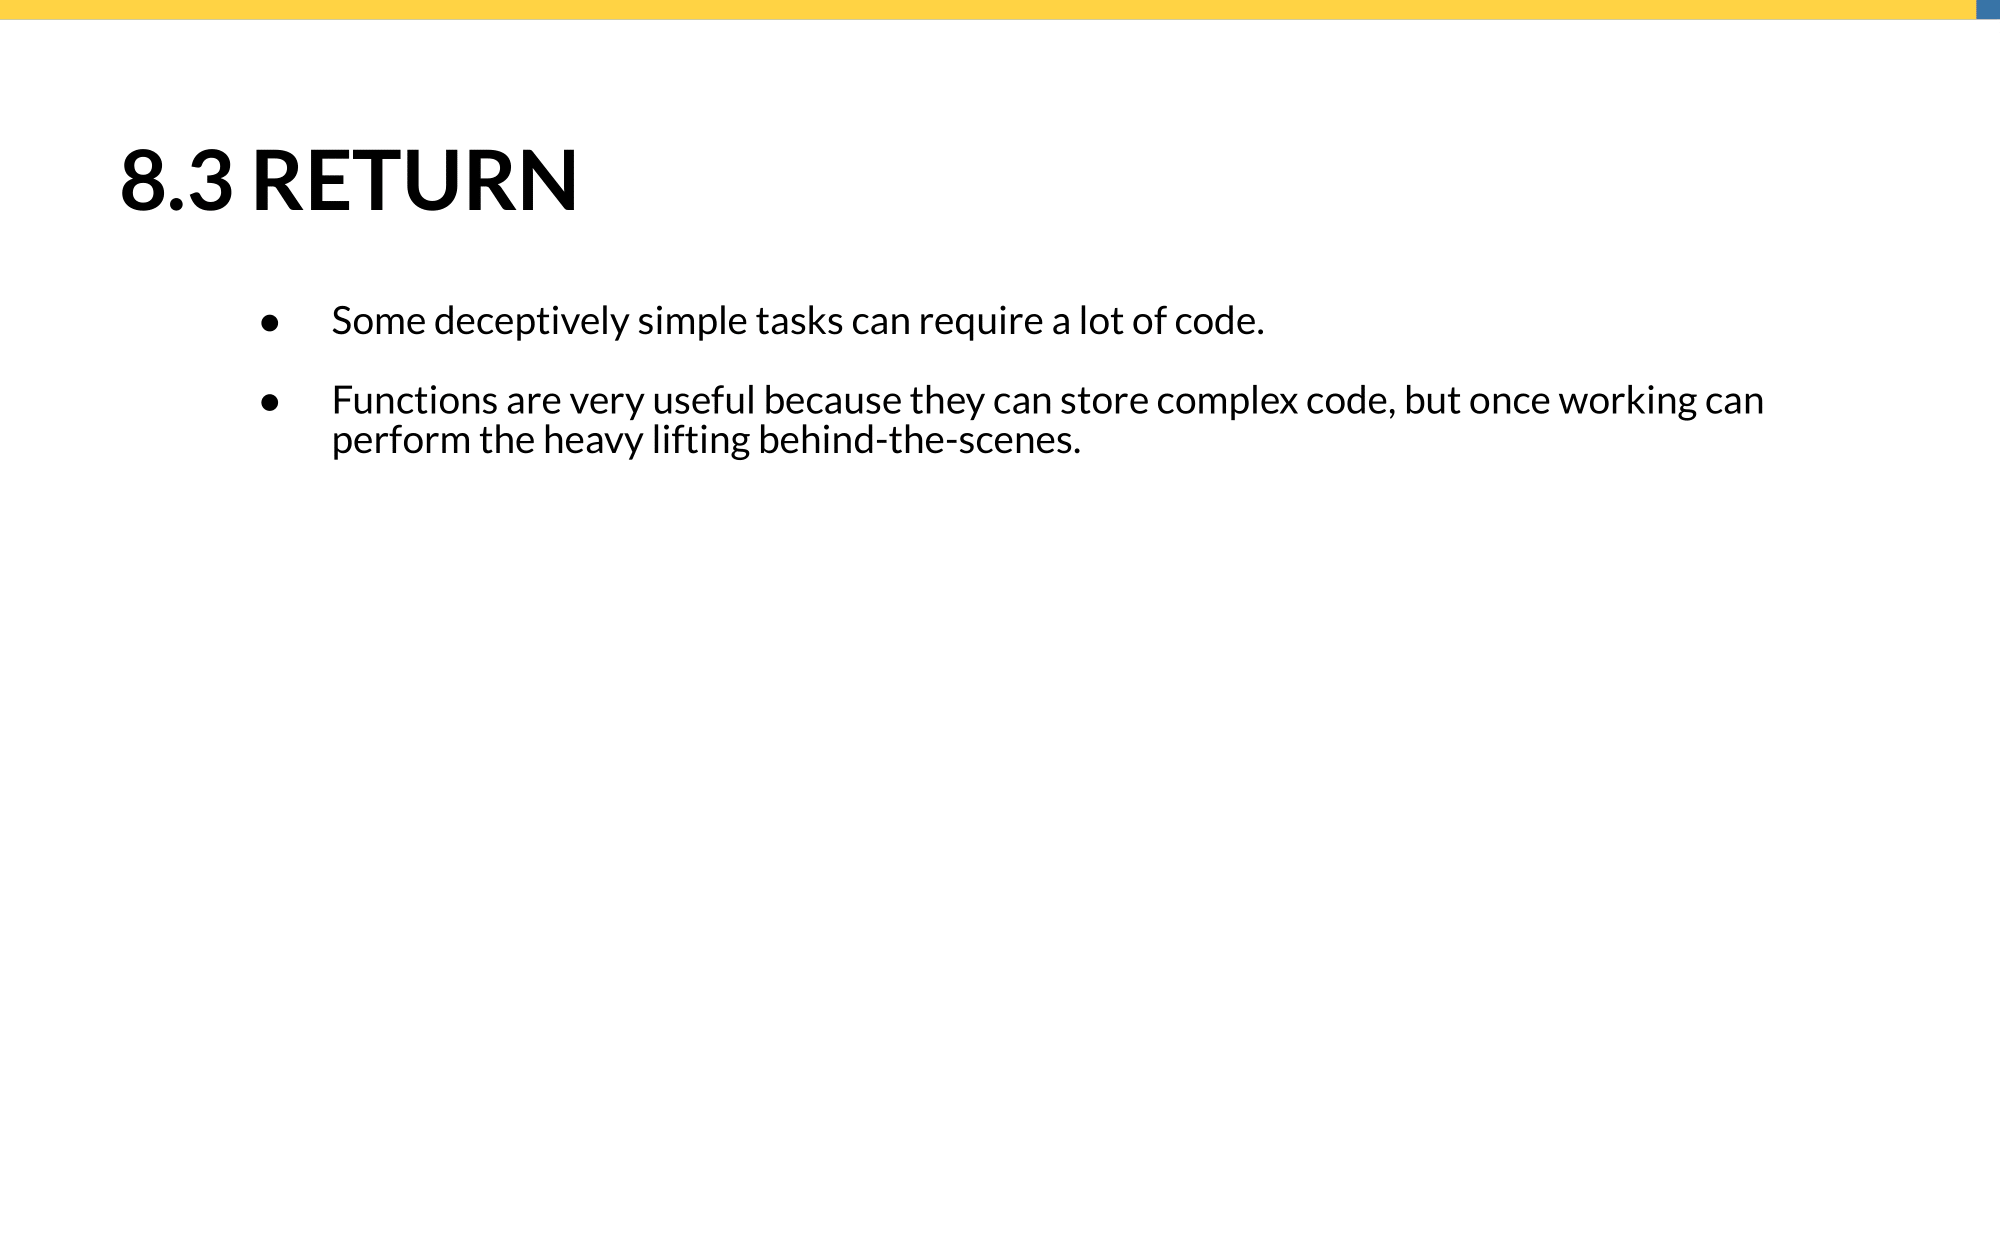 8.3 RETURN
● Some deceptively simple tasks can require a lot of code.
● Functions are very useful because they can store complex code, but once working can
perform the heavy lifting behind-the-scenes.